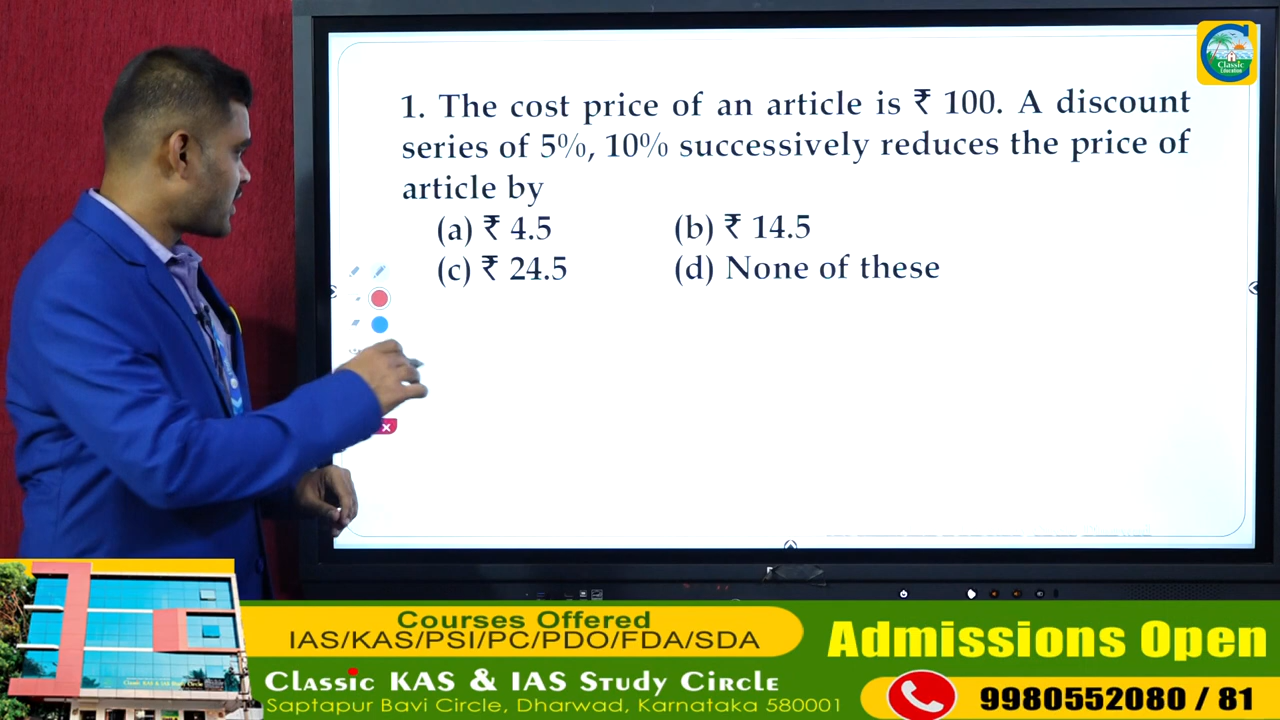 Classic
Education
1. The cost price of an article is ₹ 100. A discount
series of 5%, 10% successively reduces the price of
article by
(a) ₹ 4.5 (b) ₹ 14.5
(c) ₹ 24.5 (d) None of these
Courses Offered
IAS/KAS/PSI/PC/PDO/FDA/SDA
Classic KAS & IAS Study Circle
Saptapur Bavi Circle, Dharwad, Karnataka 580001
Admissions Open
9980552080 / 81